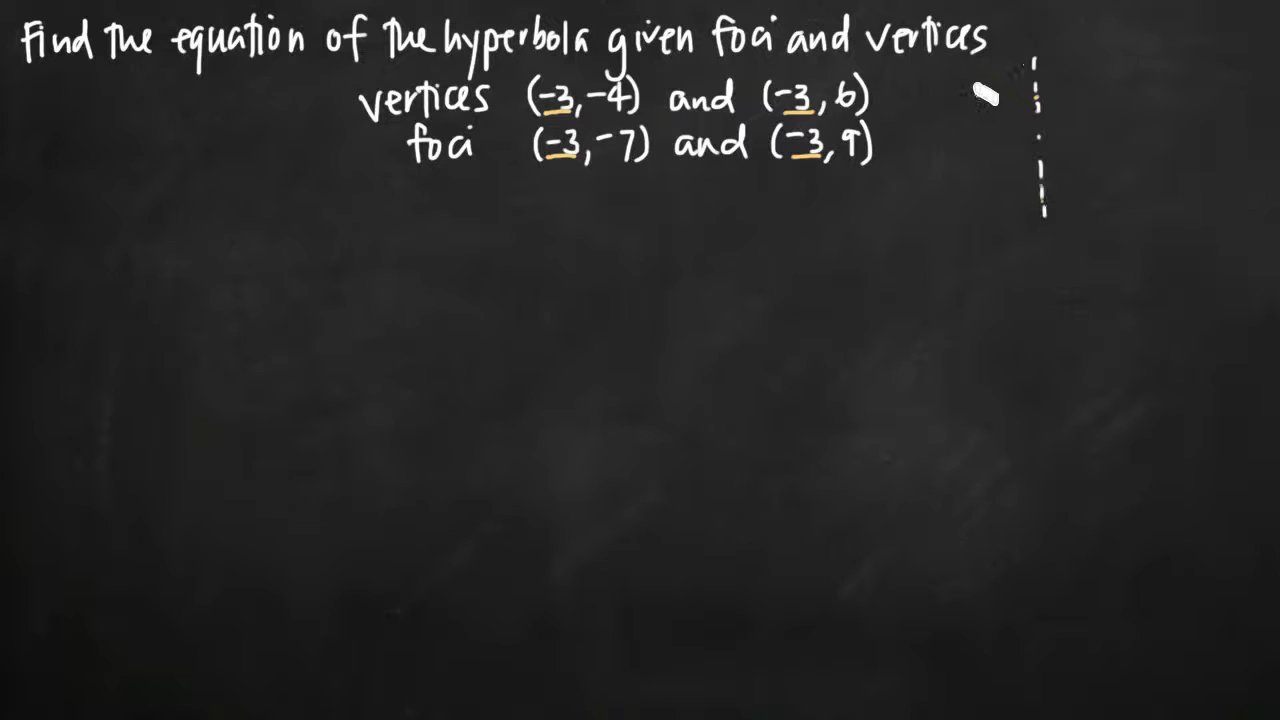 Find the equation of the hyperbola given foci and vertices
vertices (-3,-4) and (-3,6)
foci (-3,-7) and (-3,9)